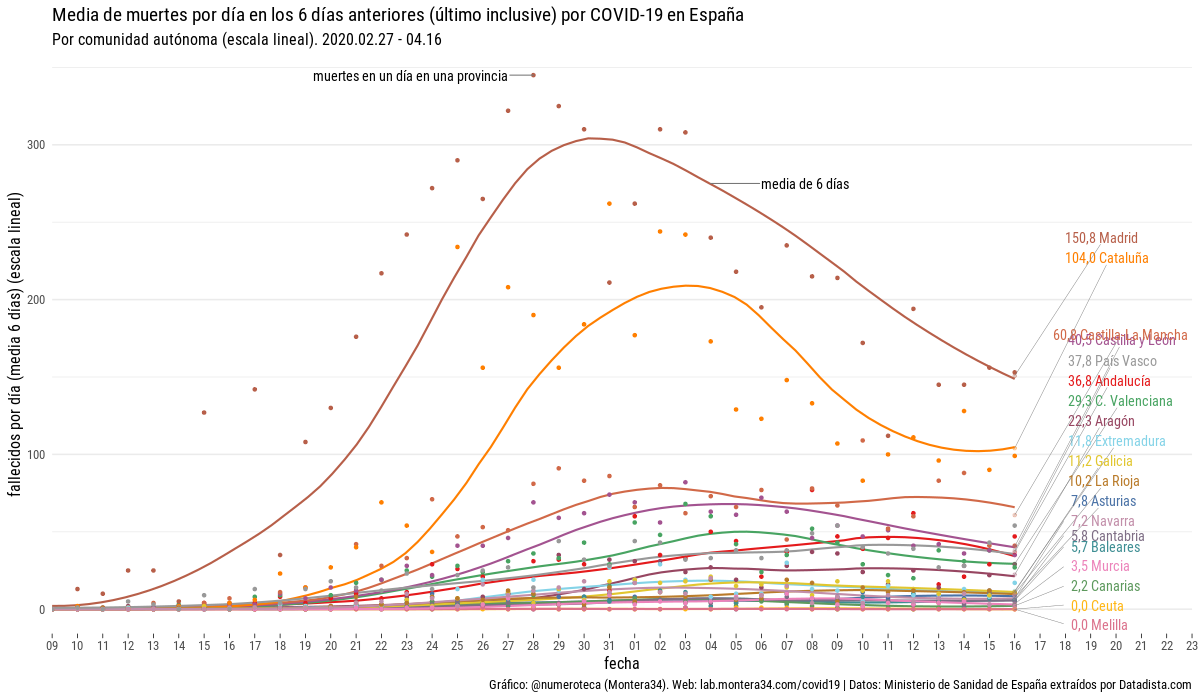 Media de muertes por día en los 6 días anteriores (último inclusive) por COVID-19 en España
Por comunidad autónoma (escala lineal). 2020.02.27 - 04.16
muertes en un día en una provincia
media de 6 días
fallecidos por día (media 6 días) (escala lineal)
300
200
100
0
150,8 Madrid
104,0 Cataluña
60,8 Castilla-La Mancha
40,5 Castilla y León
37,8 País Vasco
36,8 Andalucía
29,3 C. Valenciana
22,3 Aragón
11,8 Extremadura
11,2 Galicia
10,2 La Rioja
7,8 Asturias
7,2 Navarra
5,8 Cantabria
5,7 Baleares
3,5 Murcia
2,2 Canarias
0,0 Ceuta
0,0 Melilla
09 10 11 12 13 14 15 16 17 18 19 20 21 22 23 24 25 26 27 28 29 30 31 01 02 03 04 05 06 07 08 09 10 11 12 13 14 15 16 17 18 19 20 21 22 23
fecha
Gráfico: @numeroteca (Montera34). Web: lab.montera34.com/covid19 | Datos: Ministerio de Sanidad de España extraídos por Datadista.com